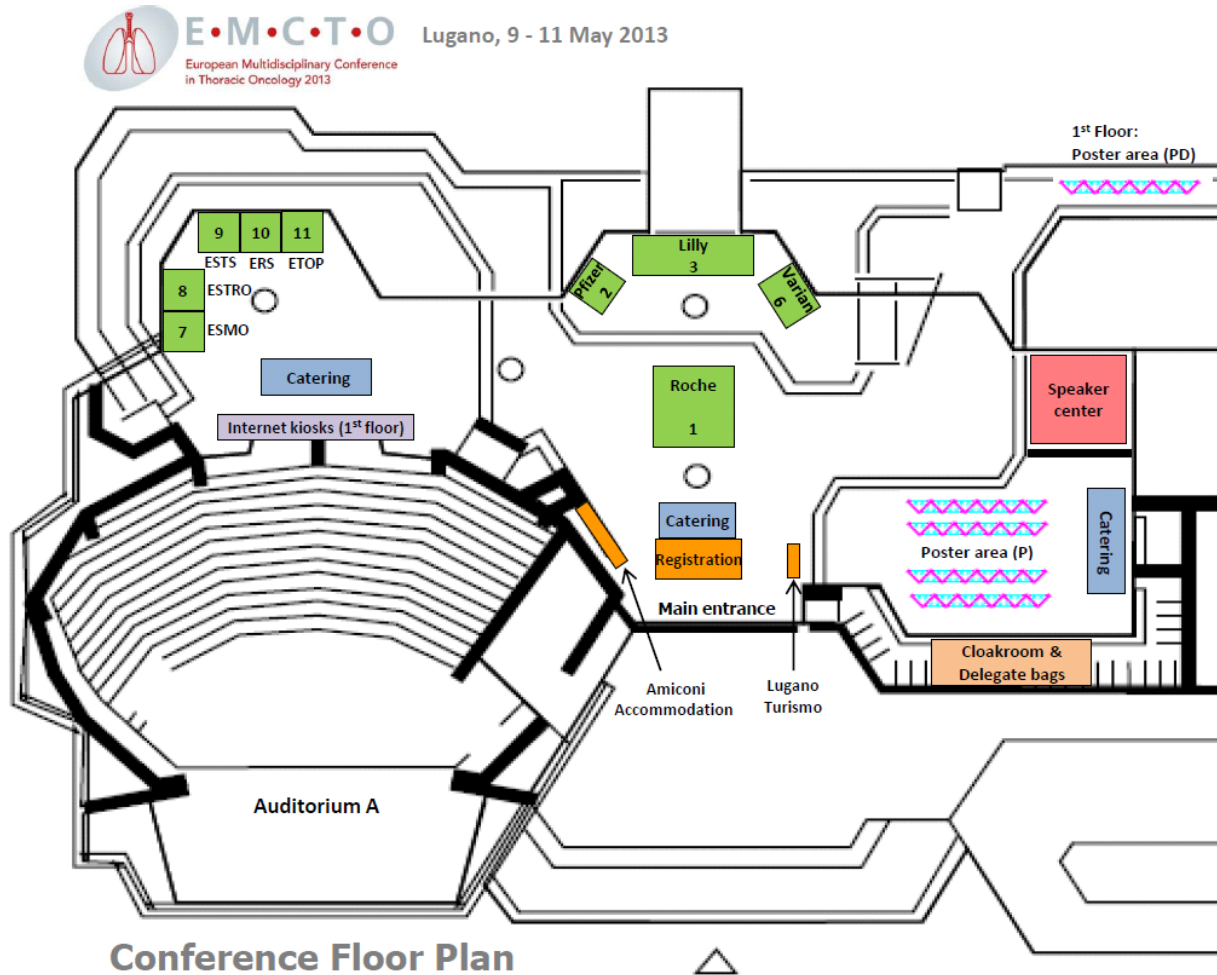 E•M•C•T•O
European Multidisciplinary Conference
in Thoracic Oncology 2013
Lugano, 9 - 11 May 2013
1st Floor:
Poster area (PD)
9
10
11
ESTS
ERS
ETOP
8
ESTRO
7
ESMO
Pfizer
2
Lilly
3
Varian
6
Catering
Internet kiosks (1st floor)
Roche
1
Speaker
center
Catering
Registration
Poster area (P)
Catering
Main entrance
Cloakroom &
Delegate bags
Amiconi
Accommodation
Lugano
Turismo
Auditorium A
Conference Floor Plan